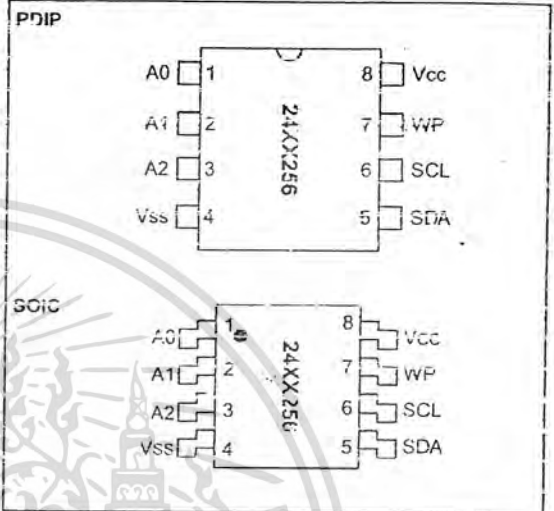 PDIP
A0 1 8 Vcc
A1 2 7 WP
A2 3 6 SCL
Vss 4 5 SDA
24XX256
SOIC
A0 1 8 Vcc
A1 2 7 WP
A2 3 6 SCL
Vss 4 5 SDA
24XX256